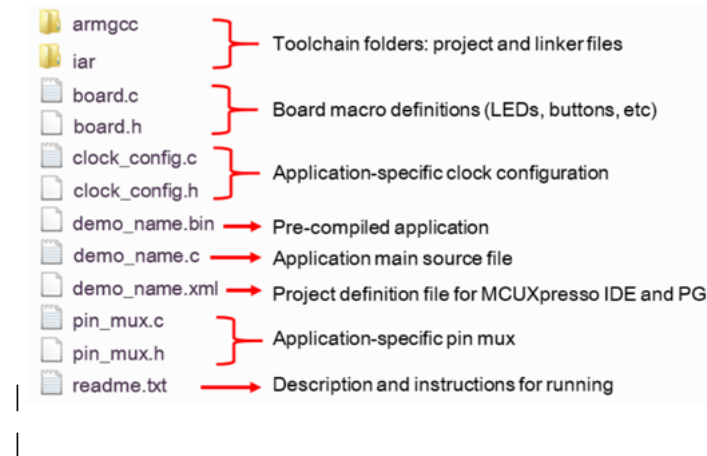 armgcc
iar
Toolchain folders: project and linker files
board.c
board.h
Board macro definitions (LEDs, buttons, etc)
clock_config.c
clock_config.h
Application-specific clock configuration
demo_name.bin
Pre-compiled application
demo_name.c
Application main source file
demo_name.xml
Project definition file for MCUXpresso IDE and PG
pin_mux.c
pin_mux.h
Application-specific pin mux
readme.txt
Description and instructions for running